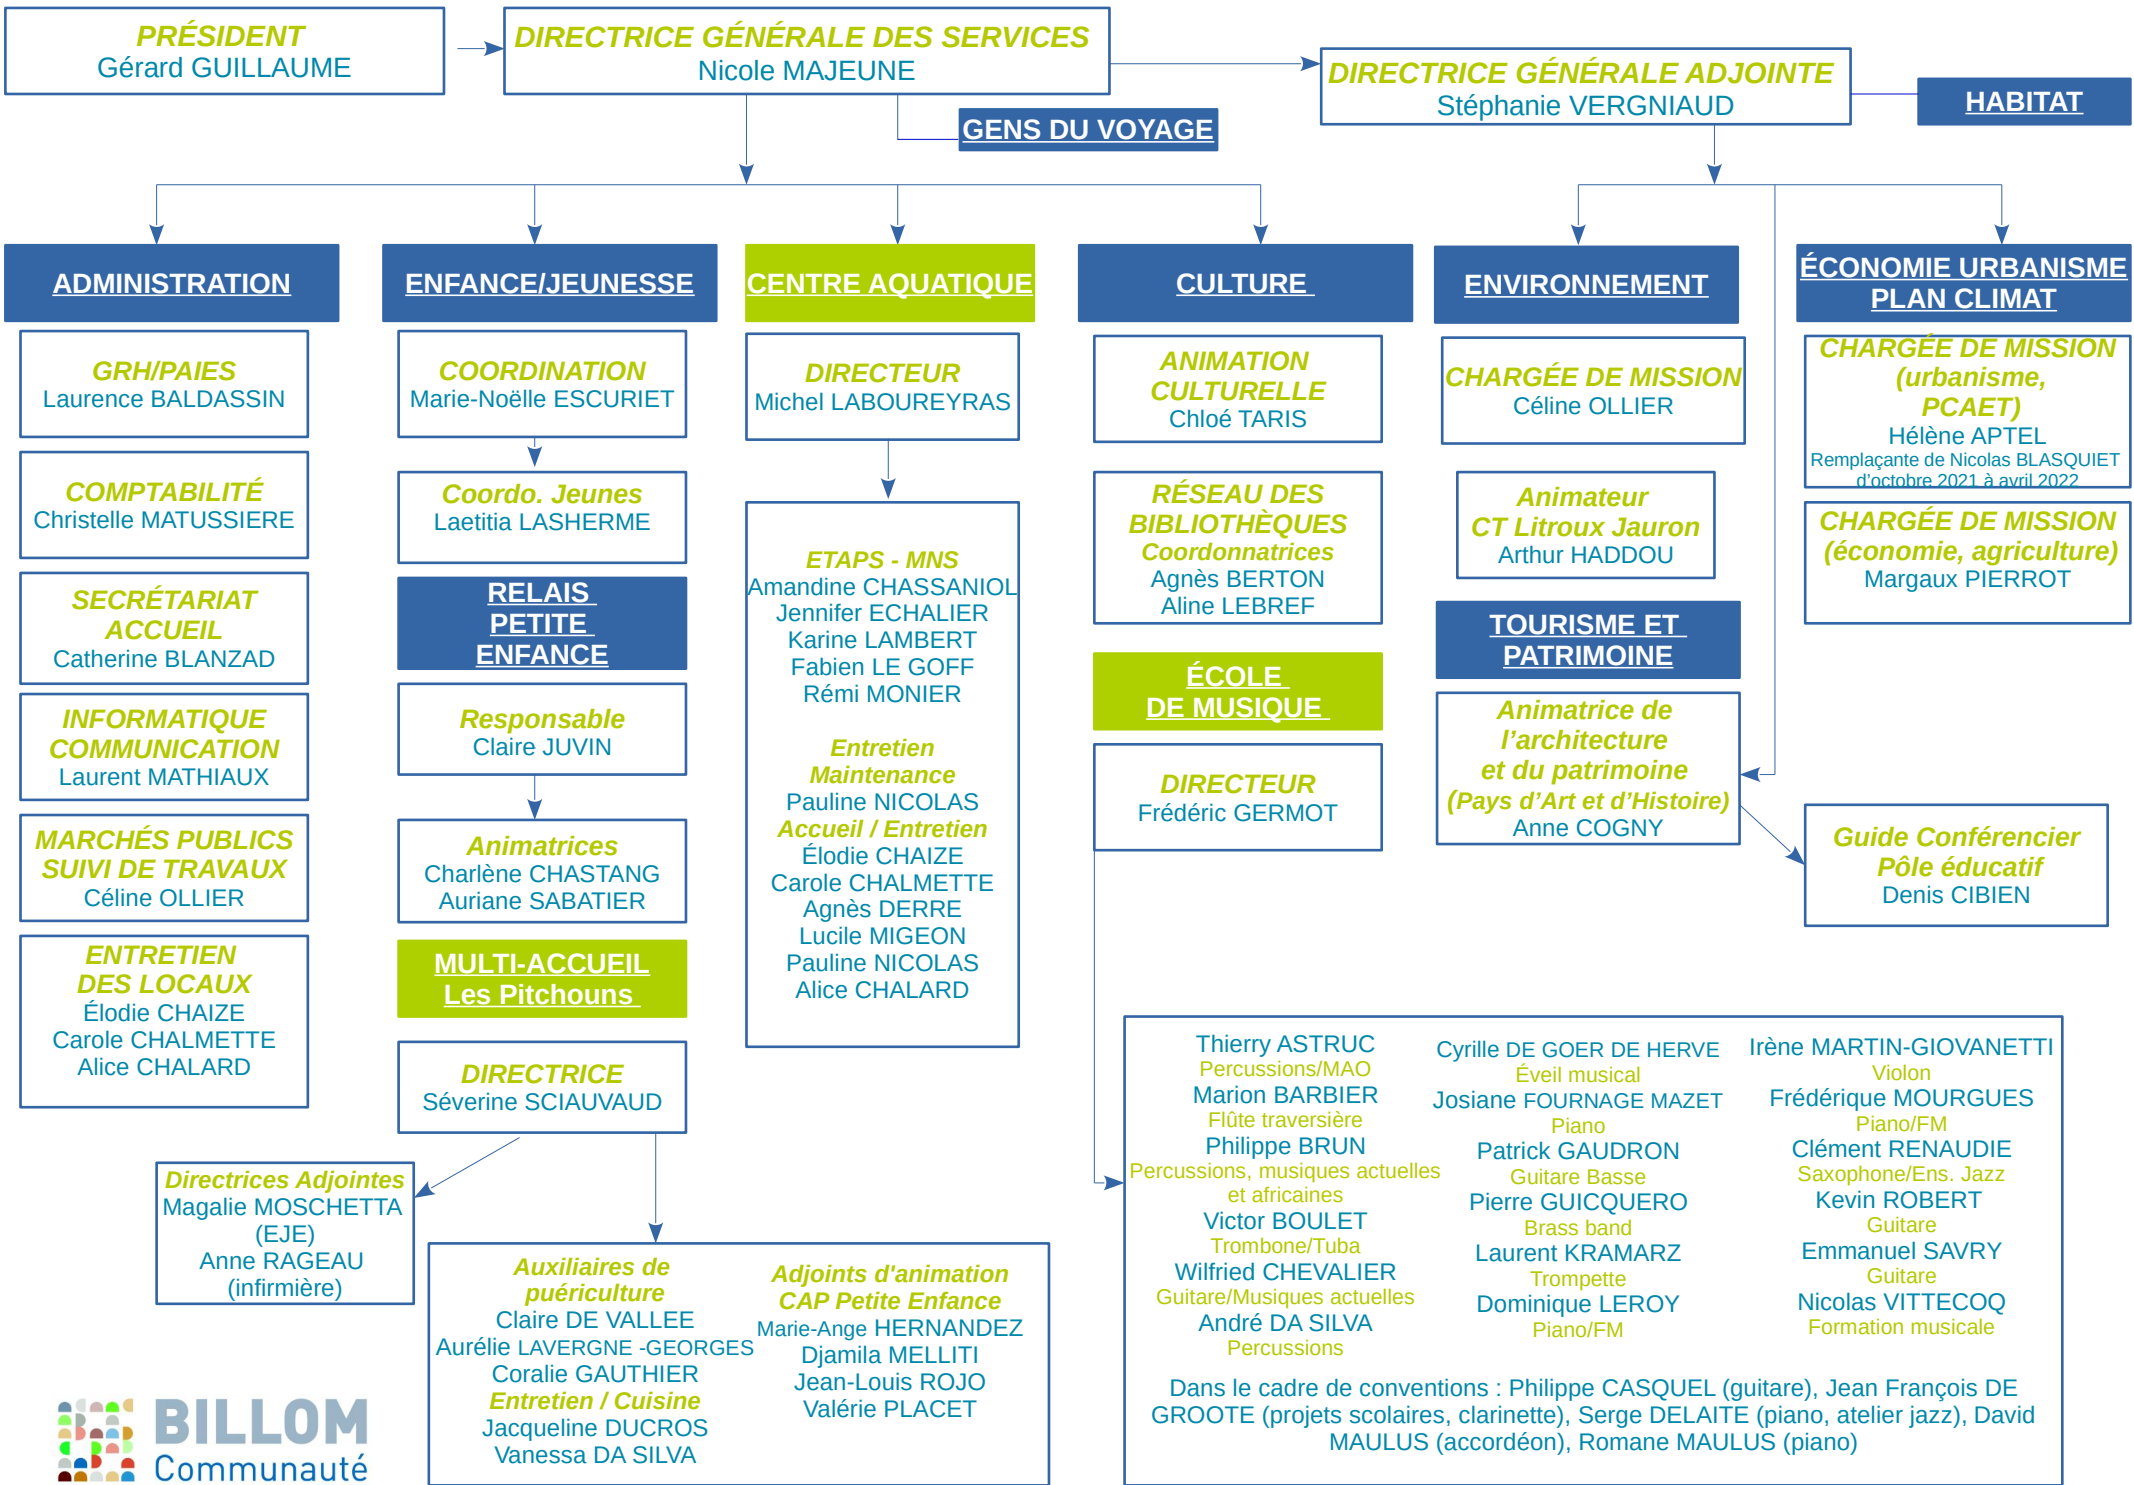 PRÉSIDENT
Gérard GUILLAUME
DIRECTRICE GÉNÉRALE DES SERVICES
Nicole MAJEUNE
DIRECTRICE GÉNÉRALE ADJOINTE
Stéphanie VERGNIAUD
HABITAT
GENS DU VOYAGE
ADMINISTRATION
GRH/PAIES
Laurence BALDASSIN
COMPTABILITÉ
Christelle MATUSSIERE
SECRÉTARIAT
ACCUEIL
Catherine BLANZAD
INFORMATIQUE
COMMUNICATION
Laurent MATHIAUX
MARCHÉS PUBLICS
SUIVI DE TRAVAUX
Céline OLLIER
ENTRETIEN
DES LOCAUX
Élodie CHAIZE
Carole CHALMETTE
Alice CHALARD
ENFANCE/JEUNESSE
COORDINATION
Marie-Noëlle ESCURIET
Coordo. Jeunes
Laetitia LASHERME
RELAIS
PETITE
ENFANCE
Responsable
Claire JUVIN
Animatrices
Charlène CHASTANG
Auriane SABATIER
MULTI-ACCUEIL
Les Pitchouns
DIRECTRICE
Séverine SCIAUVAUD
Directrices Adjointes
Magalie MOSCHETTA
(EJE)
Anne RAGEAU
(infirmière)
Auxiliaires de
puériculture
Claire DE VALLEE
Aurélie LAVERGNE -GEORGES
Coralie GAUTHIER
Entretien / Cuisine
Jacqueline DUCROS
Vanessa DA SILVA
Adjoints d'animation
CAP Petite Enfance
Marie-Ange HERNANDEZ
Djamila MELLITI
Jean-Louis ROJO
Valérie PLACET
CENTRE AQUATIQUE
DIRECTEUR
Michel LABOUREYRAS
ETAPS - MNS
Amandine CHASSANIOL
Jennifer ECHALIER
Karine LAMBERT
Fabien LE GOFF
Rémi MONIER
Entretien
Maintenance
Pauline NICOLAS
Accueil / Entretien
Élodie CHAIZE
Carole CHALMETTE
Agnès DERRE
Lucile MIGEON
Pauline NICOLAS
Alice CHALARD
CULTURE
ANIMATION
CULTURELLE
Chloé TARIS
RÉSEAU DES
BIBLIOTHÈQUES
Coordonnatrices
Agnès BERTON
Aline LEBREF
ÉCOLE
DE MUSIQUE
DIRECTEUR
Frédéric GERMOT
Thierry ASTRUC
Percussions/MAO
Marion BARBIER
Flûte traversière
Philippe BRUN
Percussions, musiques actuelles
et africaines
Victor BOULET
Trombone/Tuba
Wilfried CHEVALIER
Guitare/Musiques actuelles
André DA SILVA
Percussions
Cyrille DE GOER DE HERVE
Éveil musical
Josiane FOURNAGE MAZET
Piano
Patrick GAUDRON
Guitare Basse
Pierre GUICQUERO
Brass band
Laurent KRAMARZ
Trompette
Dominique LEROY
Piano/FM
Irène MARTIN-GIOVANETTI
Violon
Frédérique MOURGUES
Piano/FM
Clément RENAUDIE
Saxophone/Ens. Jazz
Kevin ROBERT
Guitare
Emmanuel SAVRY
Guitare
Nicolas VITTECOQ
Formation musicale
Dans le cadre de conventions : Philippe CASQUEL (guitare), Jean François DE
GROOTE (projets scolaires, clarinette), Serge DELAITE (piano, atelier jazz), David
MAULUS (accordéon), Romane MAULUS (piano)
ENVIRONNEMENT
CHARGÉE DE MISSION
Céline OLLIER
Animateur
CT Litroux Jauron
Arthur HADDOU
TOURISME ET
PATRIMOINE
Animatrice de
l’architecture
et du patrimoine
(Pays d’Art et d’Histoire)
Anne COGNY
Guide Conférencier
Pôle éducatif
Denis CIBIEN
ÉCONOMIE URBANISME
PLAN CLIMAT
CHARGÉE DE MISSION
(urbanisme,
PCAET)
Hélène APTEL
Remplaçante de Nicolas BLASQUIET
d’octobre 2021 à avril 2022
CHARGÉE DE MISSION
(économie, agriculture)
Margaux PIERROT
BILLOM
Communauté